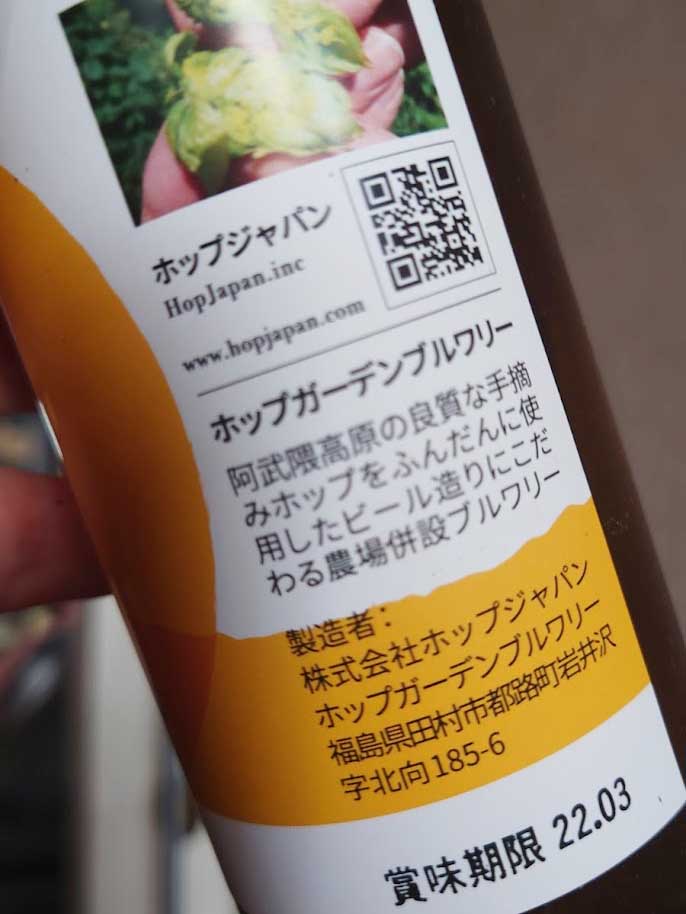 ホップジャパン
HopJapan.inc
www.hopjapan.com
ホップガーデンブルワリー
阿武隈高原の良質な手摘
みホップをふんだんに使
用したビール造りにこだ
わる農場併設ブルワリー
製造者：
株式会社ホップジャパン
ホップガーデンブルワリー
福島県田村市都路町岩井沢
字北向185-6
賞味期限 22.03